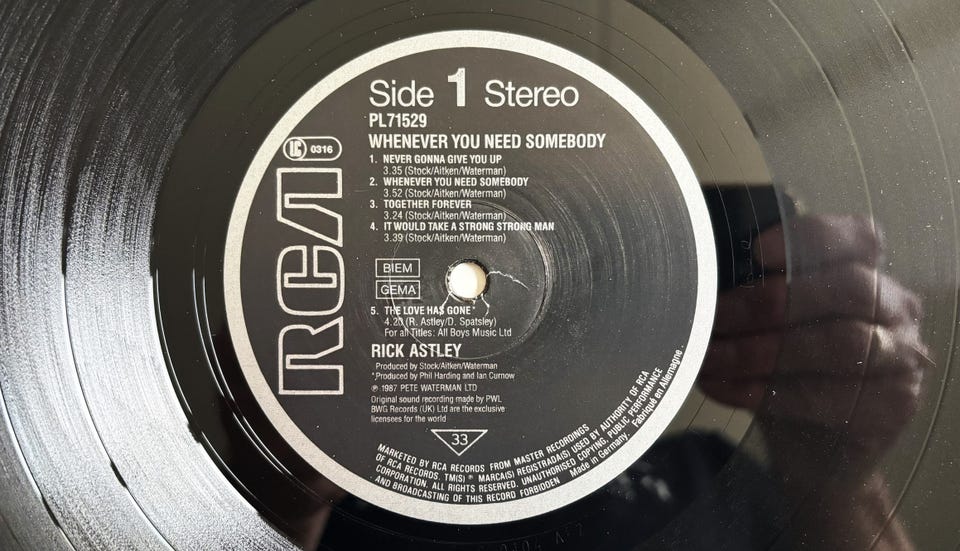 Side 1 Stereo
PL71529
WHENEVER YOU NEED SOMEBODY
LC 0316
RCA
1. NEVER GONNA GIVE YOU UP
3.35 (Stock/Aitken/Waterman)
2. WHENEVER YOU NEED SOMEBODY
3.52 (Stock/Aitken/Waterman)
3. TOGETHER FOREVER
3.24 (Stock/Aitken/Waterman)
4. IT WOULD TAKE A STRONG STRONG MAN
3.39 (Stock/Aitken/Waterman)
BIEM
GEMA
5. THE LOVE HAS GONE*
4.20 (R. Astley/D. Spatsley)
For all Titles: All Boys Music Ltd
RICK ASTLEY
Produced by Stock/Aitken/Waterman
*Produced by Phil Harding and Ian Curnow
℗ 1987 PETE WATERMAN LTD
Original sound recording made by PWL
BWG Records (UK) Ltd are the exclusive
licensees for the world
33
MARKETED BY RCA RECORDS FROM MASTER RECORDINGS
OF RCA RECORDS. TM(S) ® MARCA(S) REGISTRADA(S) USED BY AUTHORITY OF RCA
CORPORATION. ALL RIGHTS RESERVED. UNAUTHORISED COPYING, PUBLIC PERFORMANCE
AND BROADCASTING OF THIS RECORD FORBIDDEN Made in Germany. Fabriqué en Allemagne.